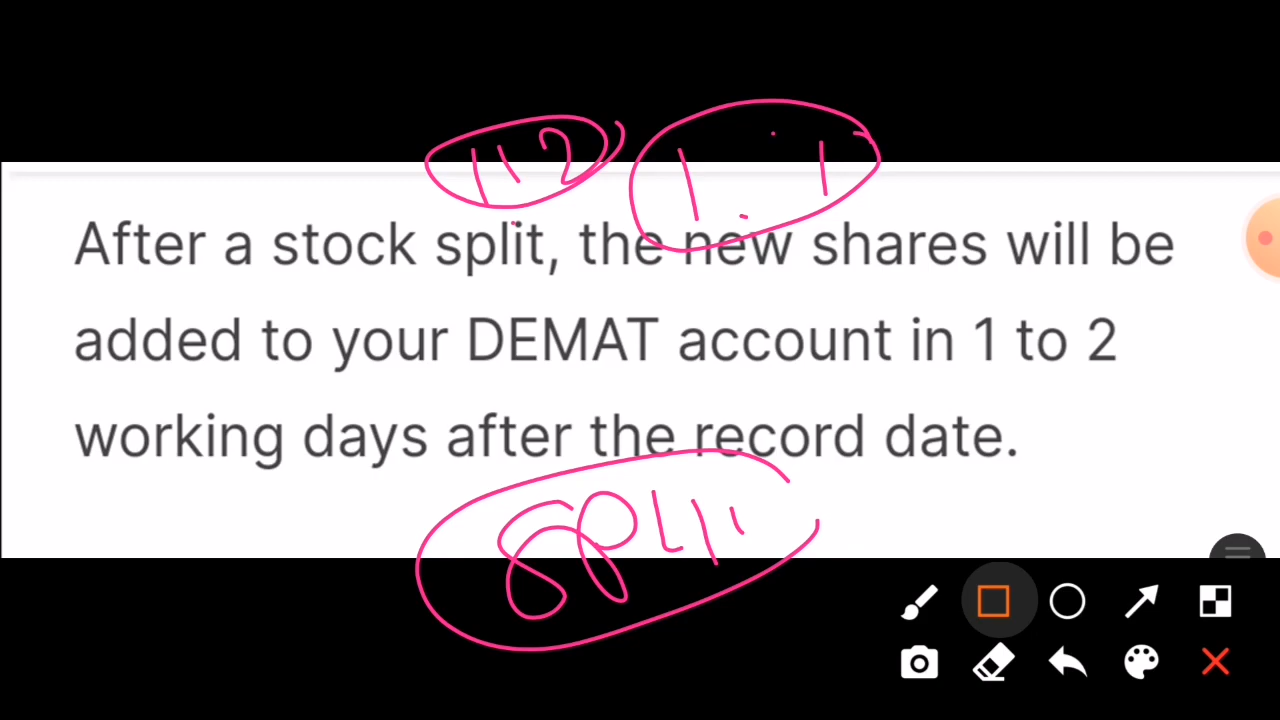 1:2 1:1
After a stock split, the new shares will be
added to your DEMAT account in 1 to 2
working days after the record date.